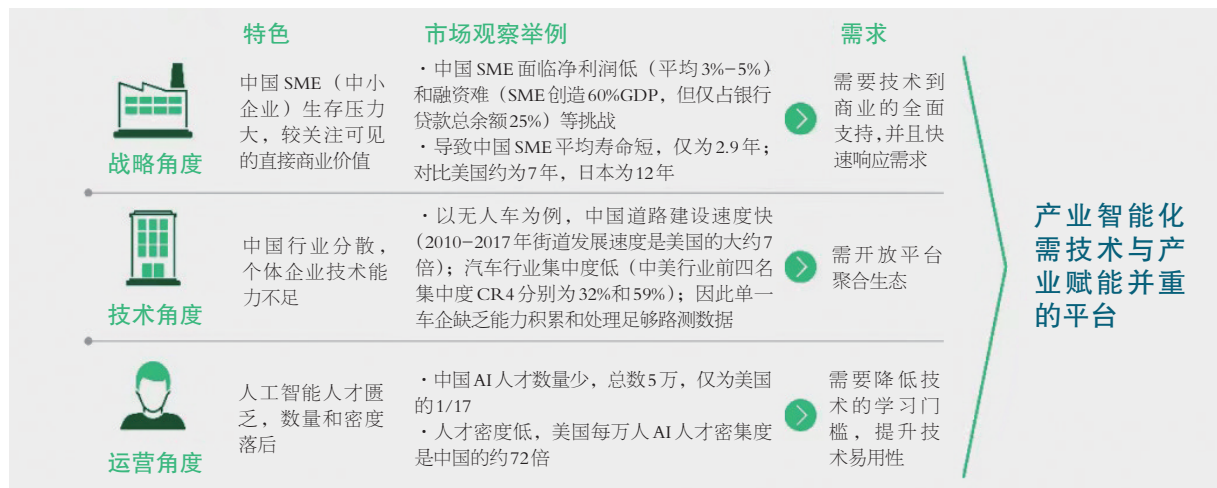 特色
市场观察举例
需求
战略角度
中国 SME（中小
企业）生存压力
大，较关注可见
的直接商业价值
·中国 SME 面临净利润低（平均3%-5%）
和融资难（SME创造60%GDP，但仅占银行
贷款总余额25%）等挑战
·导致中国 SME 平均寿命短，仅为2.9年；
对比美国约为7年，日本为12年
需要技术到
商业的全面
支持，并且快
速响应需求
技术角度
中国行业分散，
个体企业技术能
力不足
·以无人车为例，中国道路建设速度快
（2010-2017年街道发展速度是美国的大约7
倍）；汽车行业集中度低（中美行业前四名
集中度CR4分别为32%和59%）；因此单一
车企缺乏能力积累和处理足够路测数据
需开放平台
聚合生态
运营角度
人工智能人才匮
乏，数量和密度
落后
·中国AI人才数量少，总数5万，仅为美国
的1/17
·人才密度低，美国每万人AI人才密集度
是中国的约72倍
需要降低技
术的学习门
槛，提升技
术易用性
产业智能化
需技术与产
业赋能并重
的平台